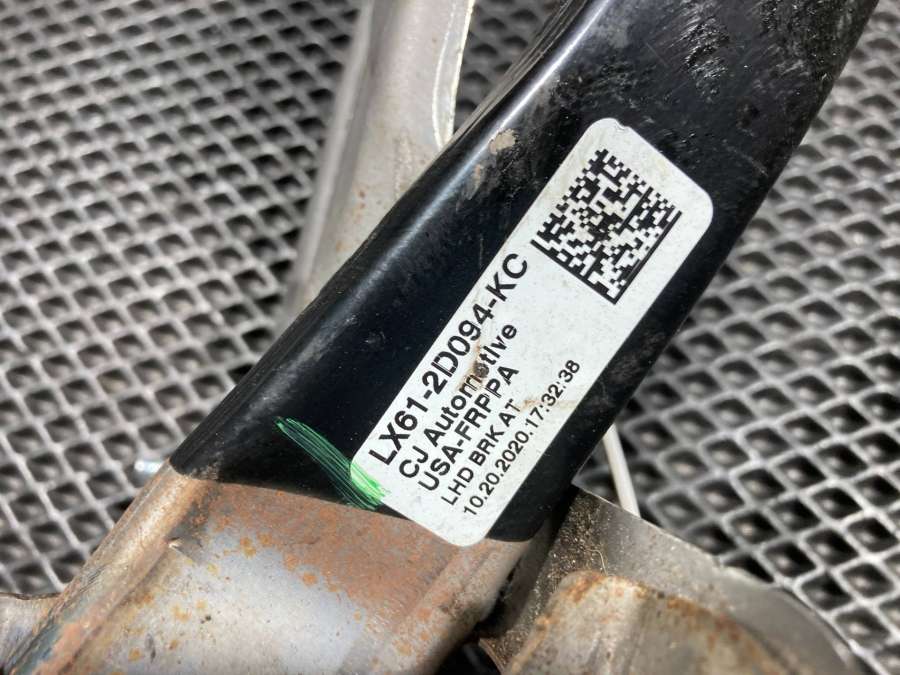 LX61-2D094-KC
CJ Automotive
USA-FRPPA
LHD BRK AT
10.20.2020.17:32:38